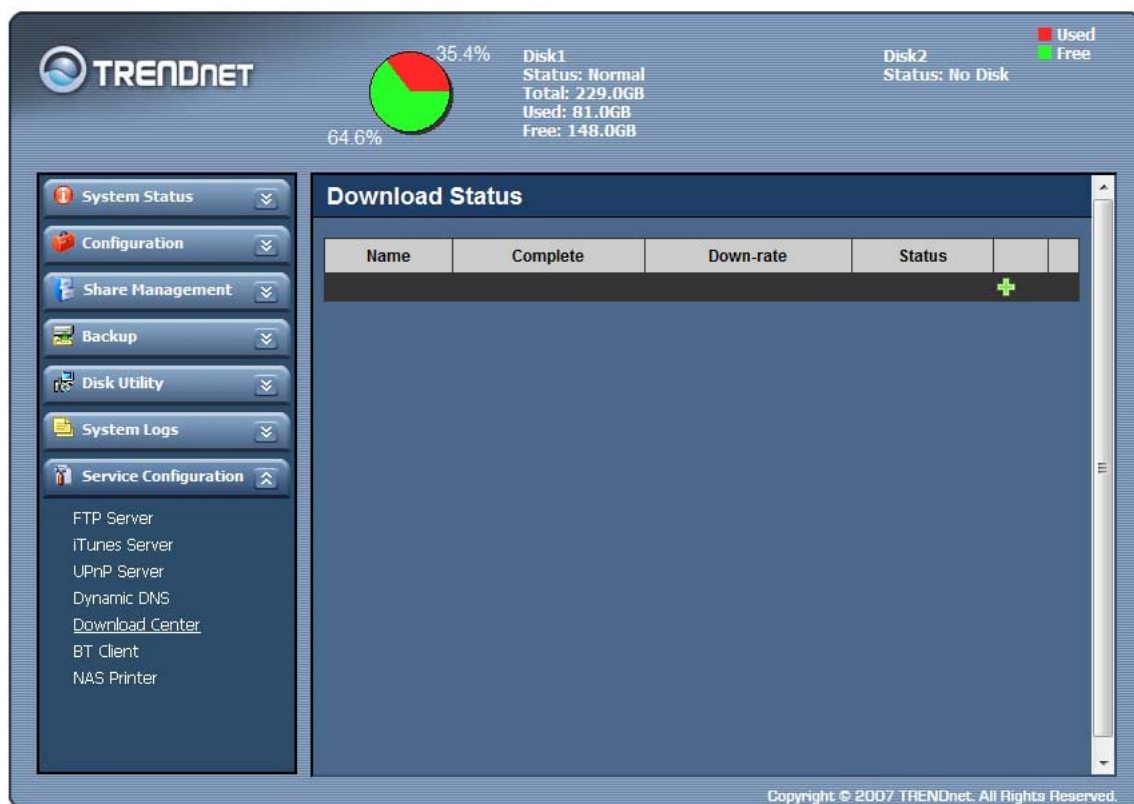 TRENDNET
35.4%
64.6%
Disk1
Status: Normal
Total: 229.0GB
Used: 81.0GB
Free: 148.0GB
Disk2
Status: No Disk
Used
Free
System Status
Configuration
Share Management
Backup
Disk Utility
System Logs
Service Configuration
FTP Server
iTunes Server
UPnP Server
Dynamic DNS
Download Center
BT Client
NAS Printer
Download Status
Name Complete Down-rate Status
Copyright © 2007 TRENDnet. All Rights Reserved.